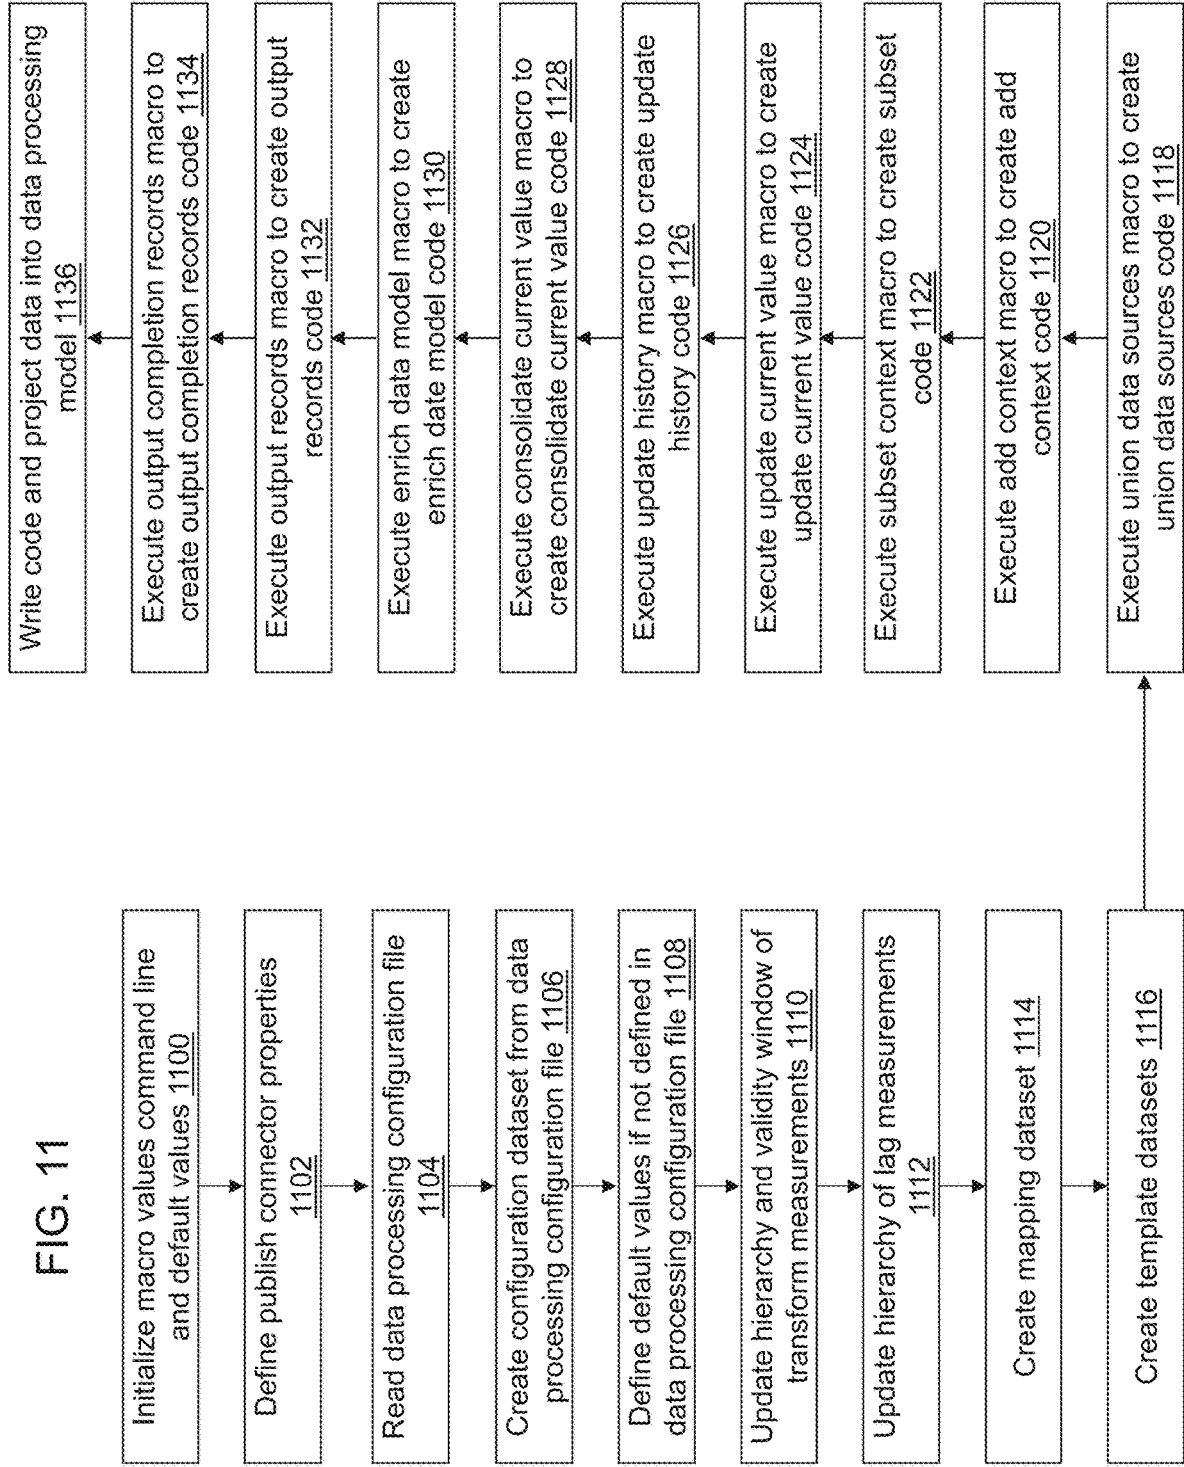 FIG. 11
Initialize macro values command line
and default values 1100
Define publish connector properties
1102
Read data processing configuration file
1104
Create configuration dataset from data
processing configuration file 1106
Define default values if not defined in
data processing configuration file 1108
Update hierarchy and validity window of
transform measurements 1110
Update hierarchy of lag measurements
1112
Create mapping dataset 1114
Create template datasets 1116
Execute union data sources macro to create
union data sources code 1118
Execute add context macro to create add
context code 1120
Execute subset context macro to create subset
code 1122
Execute update current value macro to create
update current value code 1124
Execute update history macro to create update
history code 1126
Execute consolidate current value macro to
create consolidate current value code 1128
Execute enrich data model macro to create
enrich date model code 1130
Execute output records macro to create output
records code 1132
Execute output completion records macro to
create output completion records code 1134
Write code and project data into data processing
model 1136